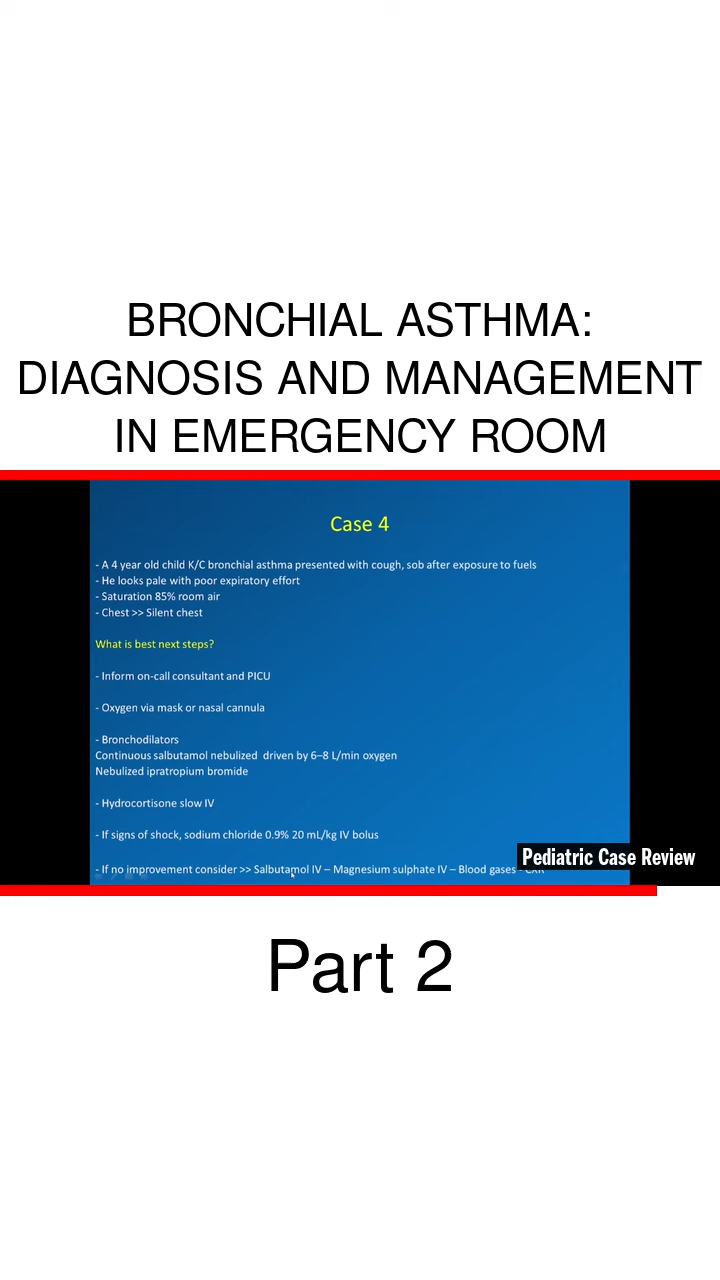 BRONCHIAL ASTHMA:
DIAGNOSIS AND MANAGEMENT
IN EMERGENCY ROOM
Case 4
- A 4 year old child K/C bronchial asthma presented with cough, sob after exposure to fuels
- He looks pale with poor expiratory effort
- Saturation 85% room air
- Chest >> Silent chest
What is best next steps?
- Inform on-call consultant and PICU
- Oxygen via mask or nasal cannula
- Bronchodilators
Continuous salbutamol nebulized driven by 6–8 L/min oxygen
Nebulized ipratropium bromide
- Hydrocortisone slow IV
- If signs of shock, sodium chloride 0.9% 20 mL/kg IV bolus
Pediatric Case Review
- If no improvement consider >> Salbutamol IV – Magnesium sulphate IV – Blood gases - CXR
Part 2